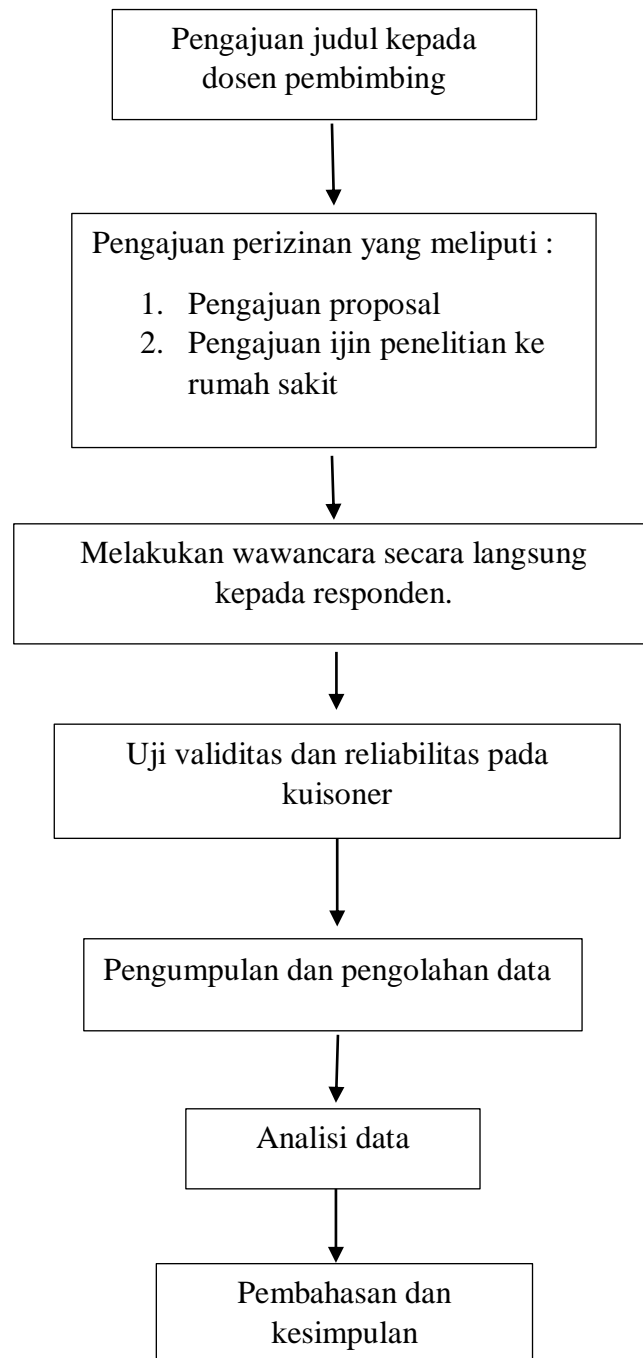 Pengajuan judul kepada
dosen pembimbing
Pengajuan perizinan yang meliputi :
1. Pengajuan proposal
2. Pengajuan ijin penelitian ke
rumah sakit
Melakukan wawancara secara langsung
kepada responden.
Uji validitas dan reliabilitas pada
kuisoner
Pengumpulan dan pengolahan data
Analisi data
Pembahasan dan
kesimpulan